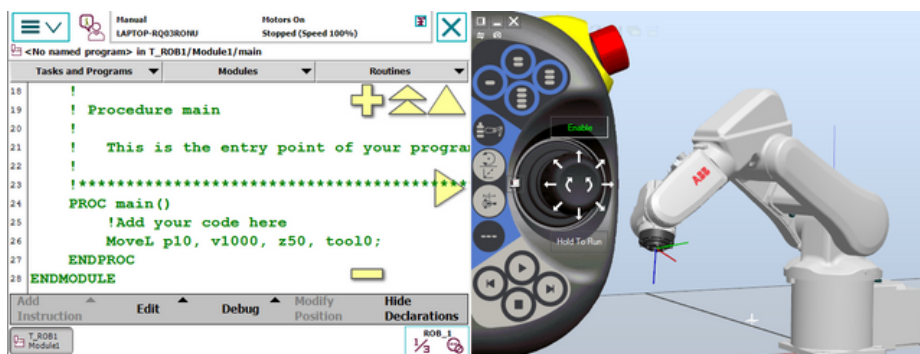 Manual
LAPTOP-RQ03RONU
Motors On
Stopped (Speed 100%)
<No named program> in T_ROB1/Module1/main
Tasks and Programs
Modules
Routines
18 !
19 ! Procedure main
20 !
21 ! This is the entry point of your progra
22 !
23 !*****************************************
24 PROC main()
25 !Add your code here
26 MoveL p10, v1000, z50, tool0;
27 ENDPROC
28 ENDMODULE
Add Instruction
Edit
Debug
Modify Position
Hide Declarations
T_ROB1
Module1
ROB_1
1/3
Enable
Hold To Run
ABB